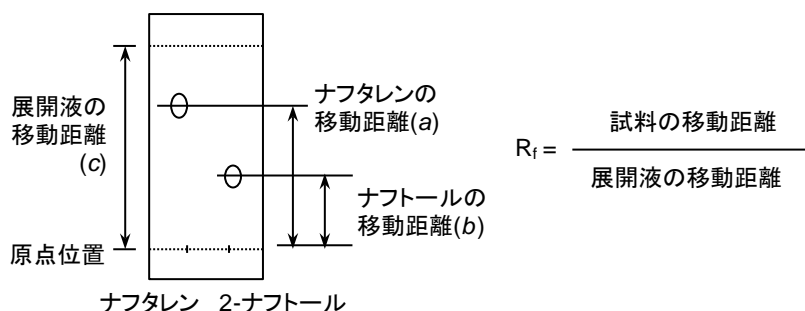 展開液の
移動距離
(c)
ナフタレンの
移動距離(a)
ナフトールの
移動距離(b)
原点位置
ナフタレン 2-ナフトール
Rf = 試料の移動距離
展開液の移動距離